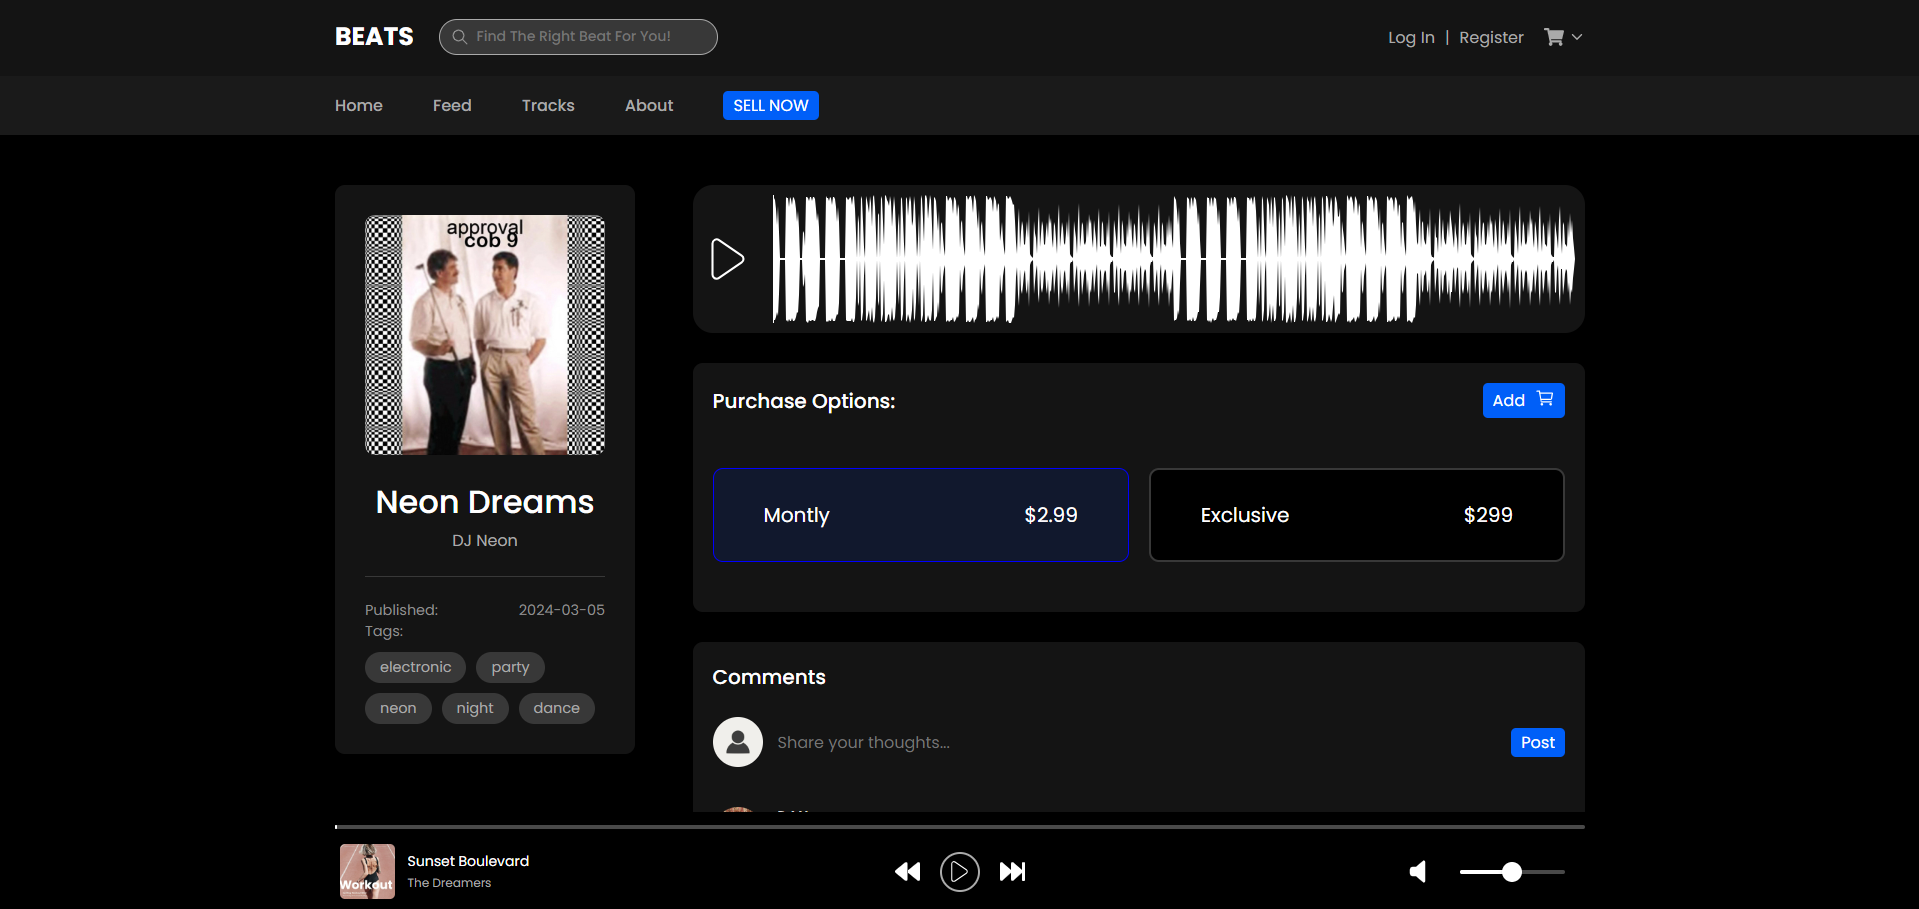 BEATS
Find The Right Beat For You!
Log In | Register
Home
Feed
Tracks
About
SELL NOW
approval
cob 9
Neon Dreams
DJ Neon
Published: 2024-03-05
Tags:
electronic
party
neon
night
dance
Purchase Options:
Add
Montly $2.99
Exclusive $299
Comments
Share your thoughts...
Post
Workout
Sunset Boulevard
The Dreamers